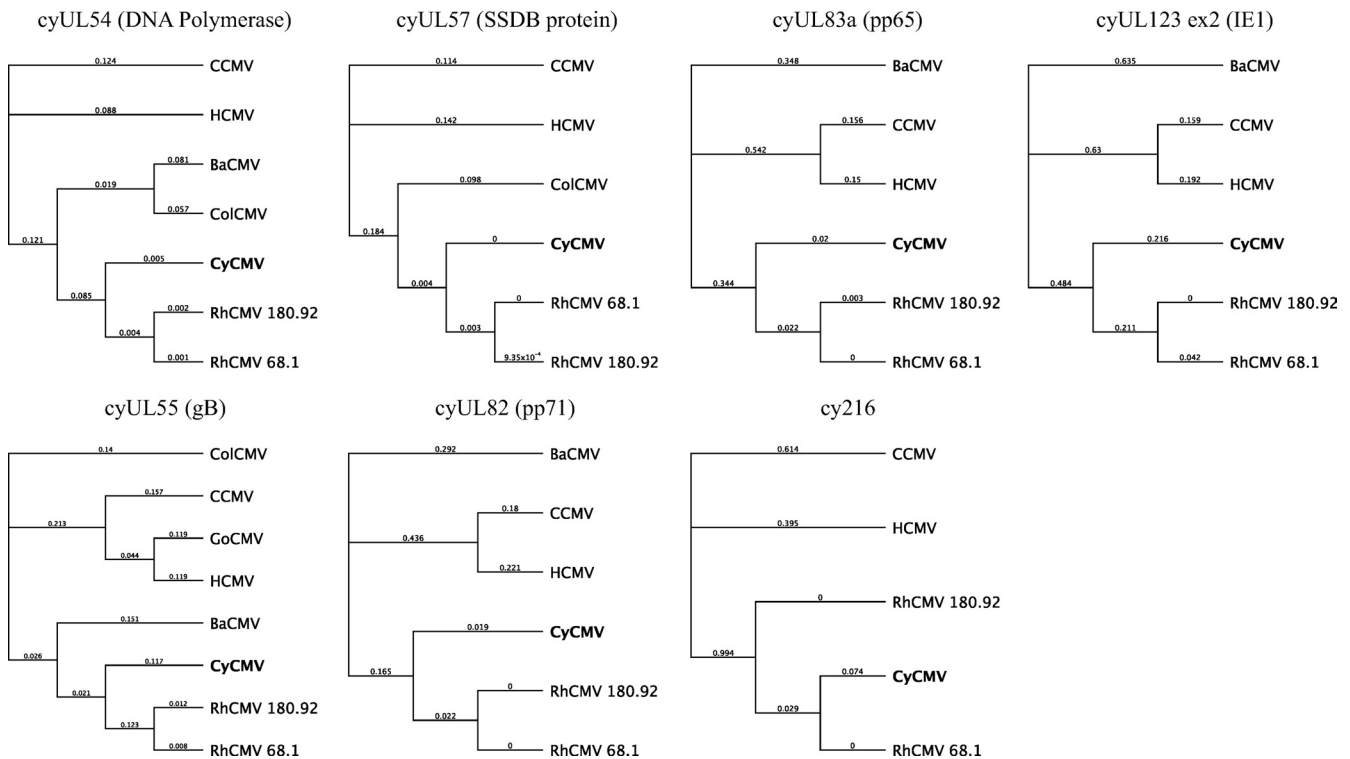 cyUL54 (DNA Polymerase)
0.124
CCMV
0.088
HCMV
0.081
BaCMV
0.019
0.057
ColCMV
0.121
0.005
CyCMV
0.085
0.002
RhCMV 180.92
0.004
0.001
RhCMV 68.1
cyUL57 (SSDB protein)
0.114
CCMV
0.142
HCMV
0.098
ColCMV
0.184
0
CyCMV
0.004
0
RhCMV 68.1
0.003
9.35x10⁻⁴
RhCMV 180.92
cyUL83a (pp65)
0.348
BaCMV
0.156
CCMV
0.542
0.15
HCMV
0.02
CyCMV
0.344
0.003
RhCMV 180.92
0.022
0
RhCMV 68.1
cyUL123 ex2 (IE1)
0.635
BaCMV
0.159
CCMV
0.63
0.192
HCMV
0.216
CyCMV
0.484
0
RhCMV 180.92
0.211
0.042
RhCMV 68.1
cyUL55 (gB)
0.14
ColCMV
0.157
CCMV
0.213
0.119
GoCMV
0.044
0.119
HCMV
0.151
BaCMV
0.026
0.117
CyCMV
0.021
0.012
RhCMV 180.92
0.123
0.008
RhCMV 68.1
cyUL82 (pp71)
0.292
BaCMV
0.18
CCMV
0.436
0.221
HCMV
0.019
CyCMV
0.165
0
RhCMV 180.92
0.022
0
RhCMV 68.1
cy216
0.614
CCMV
0.395
HCMV
0
RhCMV 180.92
0.994
0.074
CyCMV
0.029
0
RhCMV 68.1